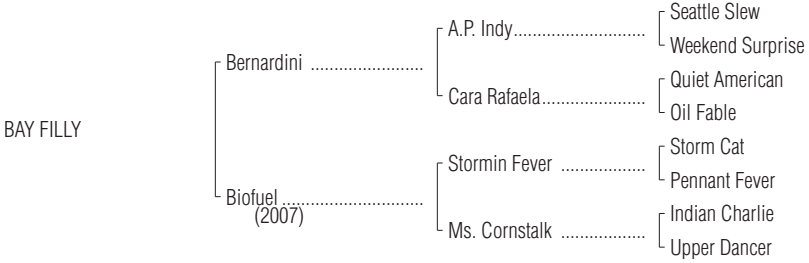 Seattle Slew
A.P. Indy............................
Weekend Surprise
Bernardini ........................
Quiet American
Cara Rafaela......................
Oil Fable
BAY FILLY
Storm Cat
Stormin Fever ..................
Pennant Fever
Biofuel ..............................
(2007)
Indian Charlie
Ms. Cornstalk ..................
Upper Dancer